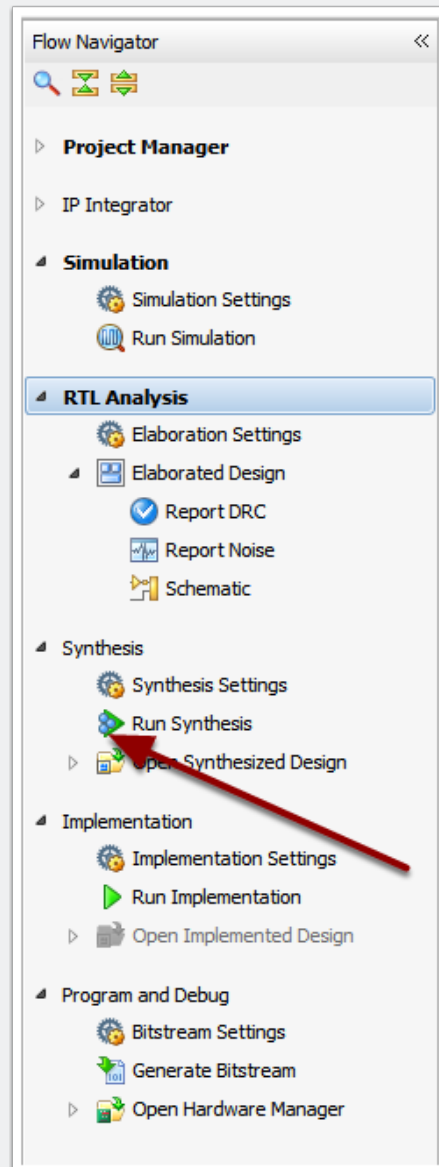 Flow Navigator
Project Manager
IP Integrator
Simulation
Simulation Settings
Run Simulation
RTL Analysis
Elaboration Settings
Elaborated Design
Report DRC
Report Noise
Schematic
Synthesis
Synthesis Settings
Run Synthesis
Open Synthesized Design
Implementation
Implementation Settings
Run Implementation
Open Implemented Design
Program and Debug
Bitstream Settings
Generate Bitstream
Open Hardware Manager